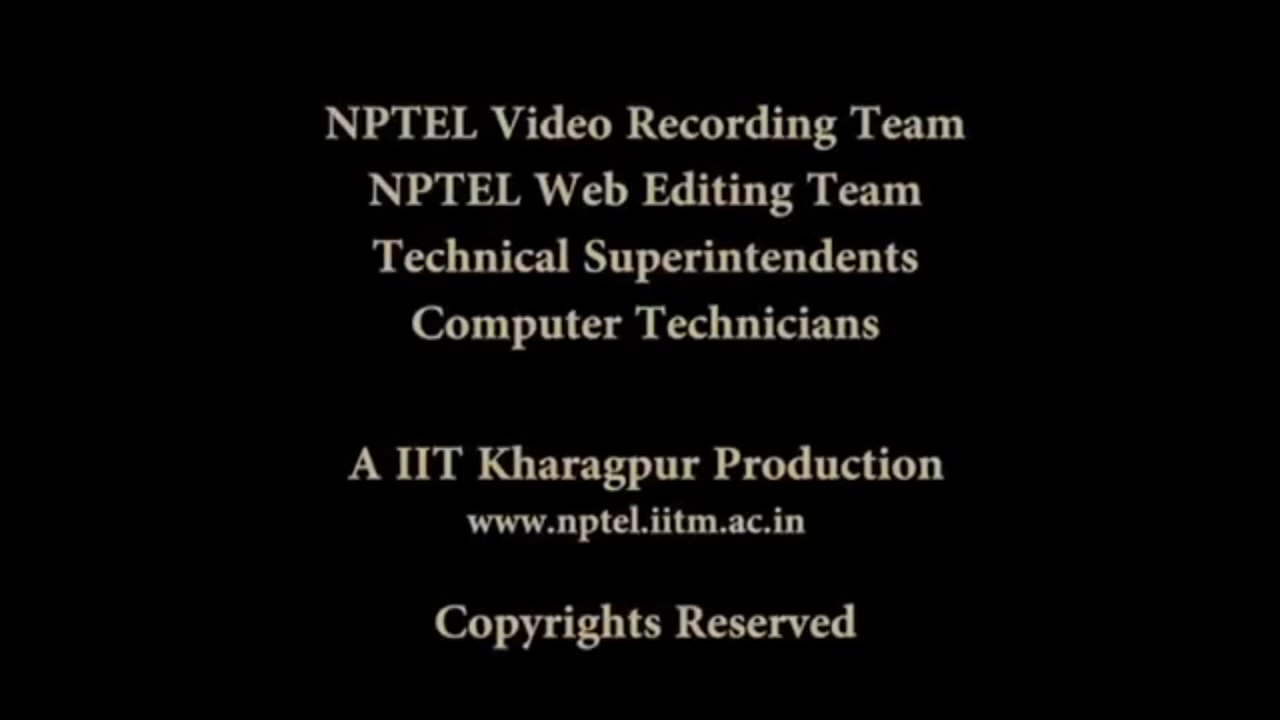 NPTEL Video Recording Team
NPTEL Web Editing Team
Technical Superintendents
Computer Technicians
A IIT Kharagpur Production
www.nptel.iitm.ac.in
Copyrights Reserved